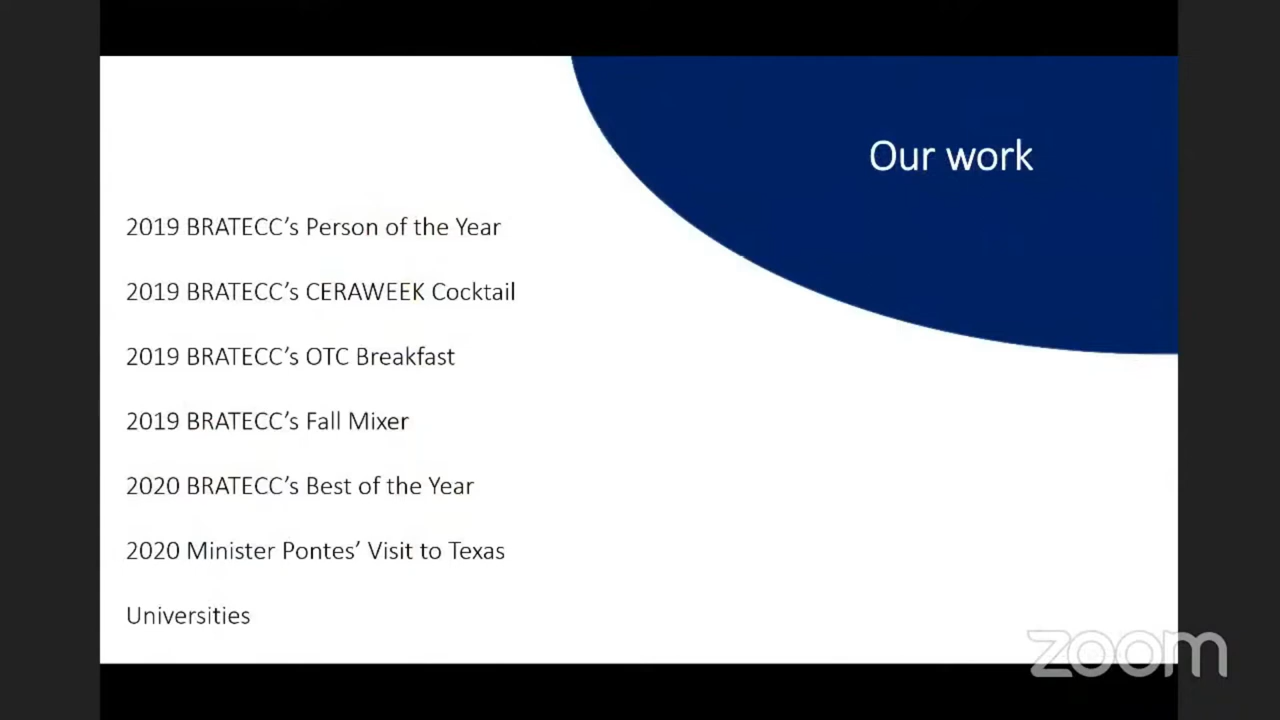 Our work
2019 BRATECC’s Person of the Year
2019 BRATECC’s CERAWEEK Cocktail
2019 BRATECC’s OTC Breakfast
2019 BRATECC’s Fall Mixer
2020 BRATECC’s Best of the Year
2020 Minister Pontes’ Visit to Texas
Universities
zoom